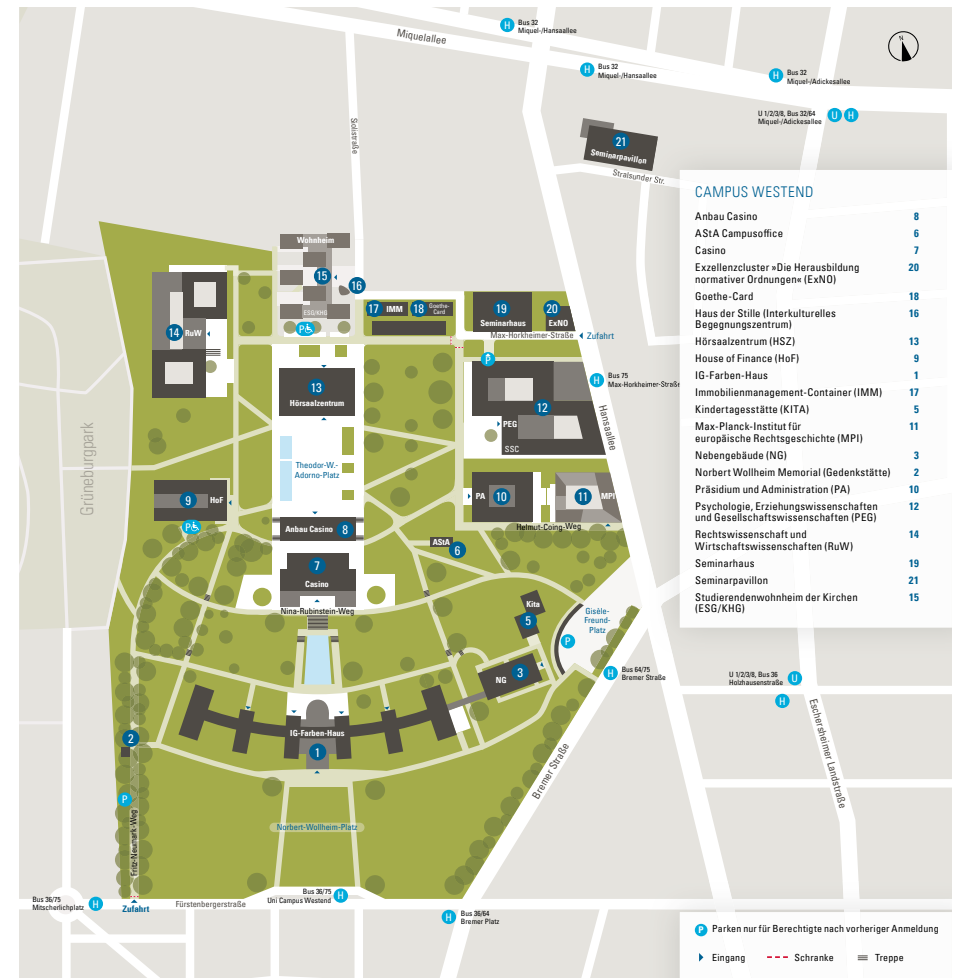 Bus 32
Miquel-/Hansaallee
Miquelallee
N
Bus 32
Miquel-/Hansaallee
Bus 32
Miquel-/Adickesallee
U 1/2/3/8, Bus 32/64
Miquel-/Adickesallee
H
H
H
U H
Siolistraße
21
Seminarpavillon
Stralsunder Str.
CAMPUS WESTEND
Anbau Casino 8
AStA Campusoffice 6
Casino 7
Exzellenzcluster »Die Herausbildung
normativer Ordnungen« (ExNO) 20
Goethe-Card 18
Haus der Stille (Interkulturelles
Begegnungszentrum) 16
Hörsaalzentrum (HSZ) 13
House of Finance (HoF) 9
IG-Farben-Haus 1
Immobilienmanagement-Container (IMM) 17
Kindertagesstätte (KITA) 5
Max-Planck-Institut für
europäische Rechtsgeschichte (MPI) 11
Nebengebäude (NG) 3
Norbert Wollheim Memorial (Gedenkstätte) 2
Präsidium und Administration (PA) 10
Psychologie, Erziehungswissenschaften
und Gesellschaftswissenschaften (PEG) 12
Rechtswissenschaft und
Wirtschaftswissenschaften (RuW) 14
Seminarhaus 19
Seminarpavillon 21
Studierendenwohnheim der Kirchen
(ESG/KHG) 15
Wohnheim
15
16
ESG/KHG
P
17 IMM
18 Goethe-
Card
19
Seminarhaus
20
ExNO
14 RuW
Max-Horkheimer-Straße
Zufahrt
P
Bus 75
Max-Horkheimer-Straße
H
13
Hörsaalzentrum
12
PEG
SSC
Hansaallee
Grüneburgpark
Theodor-W.-
Adorno-Platz
9
HoF
P
PA
10
11
MPI
Helmut-Coing-Weg
Anbau Casino 8
AStA
6
7
Casino
Nina-Rubinstein-Weg
Kita
5
Gisèle-
Freund-
Platz
P
3
NG
H
Bus 64/75
Bremer Straße
U 1/2/3/8, Bus 36
Holzhausenstraße
U
H
Eschersheimer Landstraße
2
IG-Farben-Haus
1
Bremer Straße
P
Fritz-Neumark-Weg
Norbert-Wollheim-Platz
Bus 36/75
Mitscherlichplatz
H
Zufahrt
Fürstenbergerstraße
Bus 36/75
Uni Campus Westend
H
H
Bus 36/64
Bremer Platz
P Parken nur für Berechtigte nach vorheriger Anmeldung
Eingang Schranke Treppe